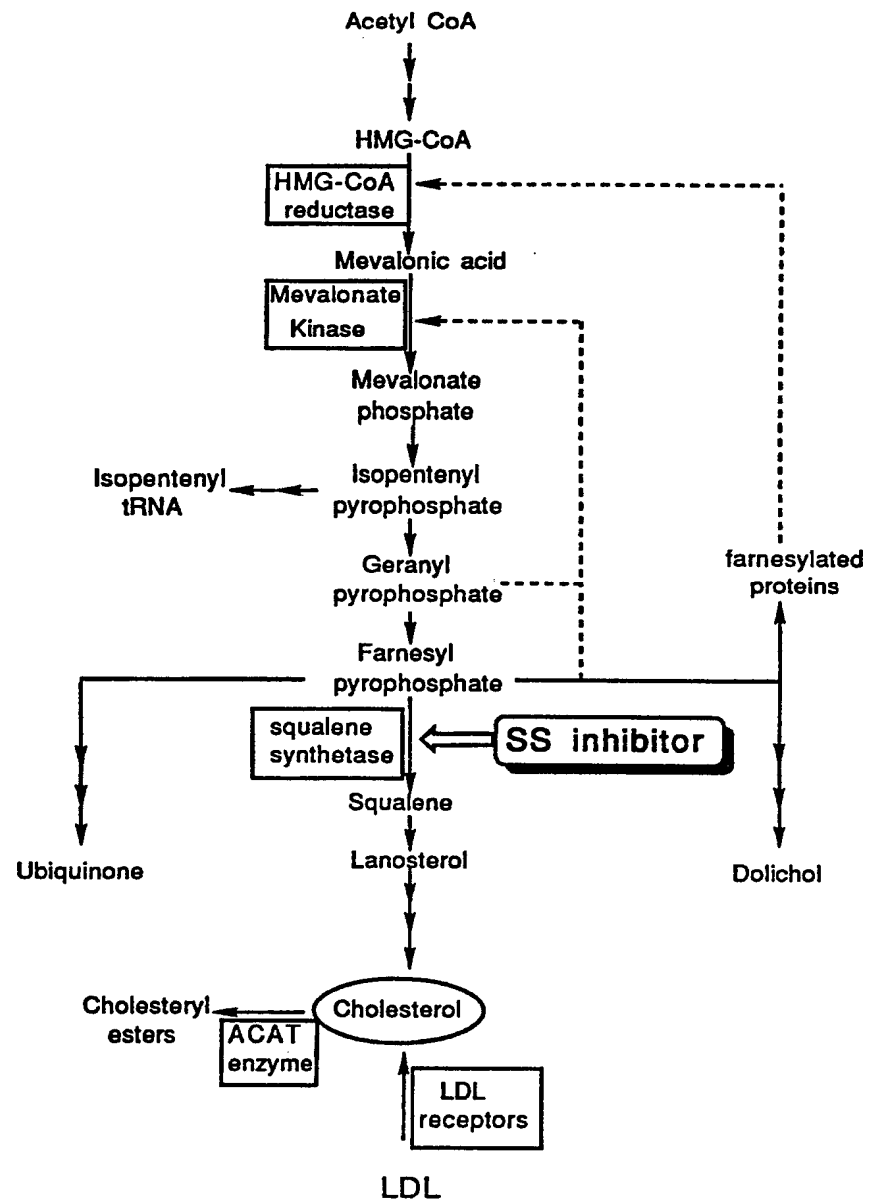 Acetyl CoA
HMG-CoA
HMG-CoA
reductase
Mevalonic acid
Mevalonate
Kinase
Mevalonate
phosphate
Isopentenyl
tRNA
Isopentenyl
pyrophosphate
Geranyl
pyrophosphate
farnesylated
proteins
Farnesyl
pyrophosphate
squalene
synthetase
SS inhibitor
Squalene
Lanosterol
Ubiquinone
Dolichol
Cholesteryl
esters
Cholesterol
ACAT
enzyme
LDL
receptors
LDL